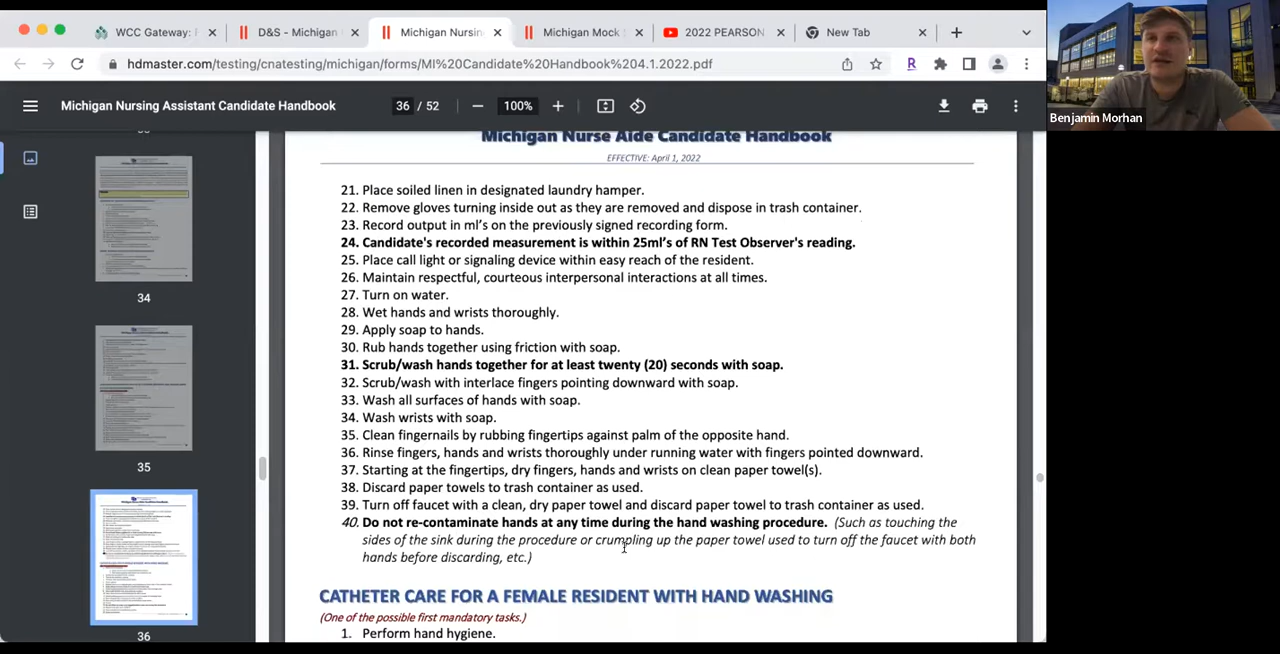 WCC Gateway:
D&S - Michigan
Michigan Nursin
Michigan Mock
2022 PEARSON
New Tab
hdmaster.com/testing/cnatesting/michigan/forms/MI%20Candidate%20Handbook%204.1.2022.pdf
Michigan Nursing Assistant Candidate Handbook
36 / 52
100%
Benjamin Morhan
34
35
36
Michigan Nurse Aide Candidate Handbook
EFFECTIVE: April 1, 2022
21. Place soiled linen in designated laundry hamper.
22. Remove gloves turning inside out as they are removed and dispose in trash container.
23. Record output in ml's on the previously signed recording form.
24. Candidate's recorded measurement is within 25ml's of RN Test Observer's reading.
25. Place call light or signaling device within easy reach of the resident.
26. Maintain respectful, courteous interpersonal interactions at all times.
27. Turn on water.
28. Wet hands and wrists thoroughly.
29. Apply soap to hands.
30. Rub hands together using friction with soap.
31. Scrub/wash hands together for at least twenty (20) seconds with soap.
32. Scrub/wash with interlace fingers pointing downward with soap.
33. Wash all surfaces of hands with soap.
34. Wash wrists with soap.
35. Clean fingernails by rubbing fingertips against palm of the opposite hand.
36. Rinse fingers, hands and wrists thoroughly under running water with fingers pointed downward.
37. Starting at the fingertips, dry fingers, hands and wrists on clean paper towel(s).
38. Discard paper towels to trash container as used.
39. Turn off faucet with a clean, dry paper towel and discard paper towel to trash container as used.
40. Do not re-contaminate hands at any time during the hand wasing procedure. (Such as touching the
sides of the sink during the procedure or crumpling up the paper towel used to turn off the faucet with both
hands before discarding, etc.)
CATHETER CARE FOR A FEMALE RESIDENT WITH HAND WASHING
(One of the possible first mandatory tasks.)
1. Perform hand hygiene.